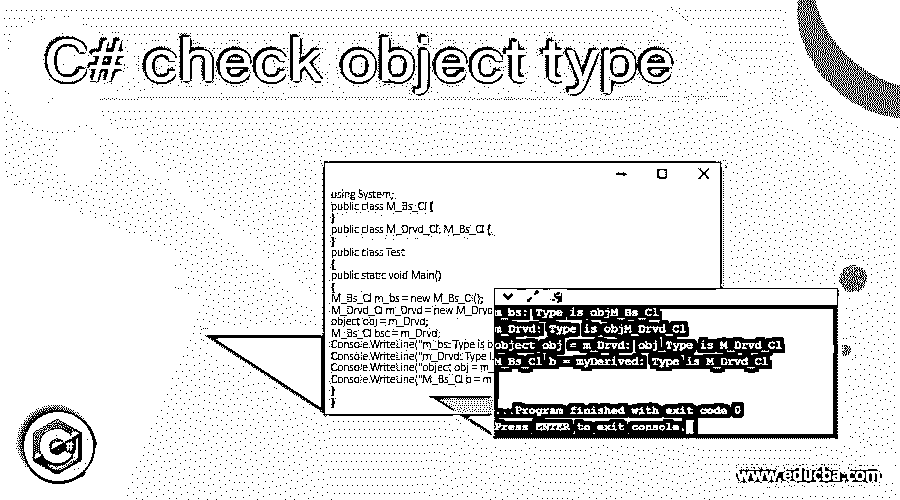 C# check object type
using System;
public class M_Bs_Cl {
}
public class M_Drvd_Cl: M_Bs_Cl {
}
public class Test
{
public static void Main()
{
M_Bs_Cl m_bs = new M_Bs_Cl();
M_Drvd_Cl m_Drvd = new M_Drvd
object obj = m_Drvd;
M_Bs_Cl bsc = m_Drvd;
Console.WriteLine("m_bs:Type is o
Console.WriteLine("m_Drvd: Type i
Console.WriteLine("object obj = m_
Console.WriteLine("M_Bs_Cl b = m
}
}
m_bs: Type is objM_Bs_Cl
m_Drvd: Type is objM_Drvd_Cl
object obj = m_Drvd: obj Type is M_Drvd_Cl
M_Bs_Cl b = myDerived: Type is M_Drvd_Cl
...Program finished with exit code 0
Press ENTER to exit console.
C#
www.educba.com